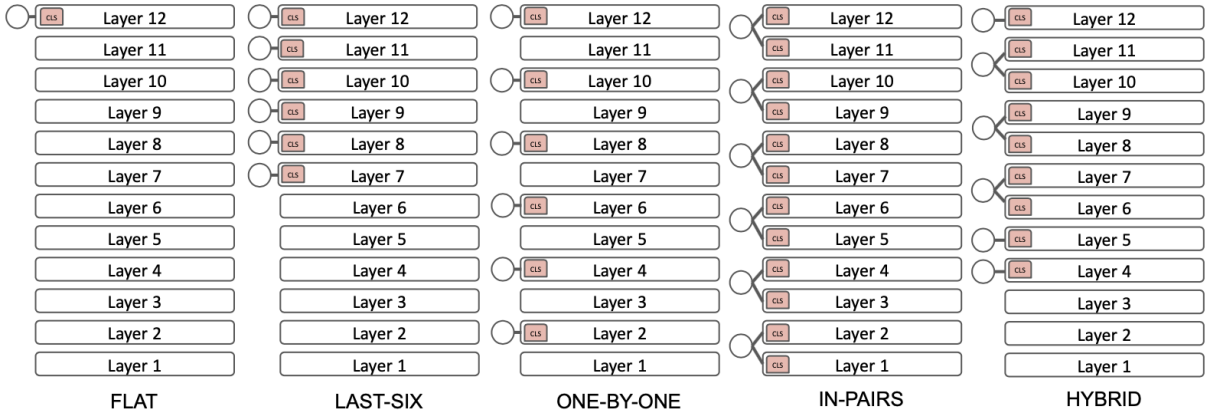 CLS Layer 12
Layer 11
Layer 10
Layer 9
Layer 8
Layer 7
Layer 6
Layer 5
Layer 4
Layer 3
Layer 2
Layer 1
FLAT
CLS Layer 12
CLS Layer 11
CLS Layer 10
CLS Layer 9
CLS Layer 8
CLS Layer 7
Layer 6
Layer 5
Layer 4
Layer 3
Layer 2
Layer 1
LAST-SIX
CLS Layer 12
Layer 11
CLS Layer 10
Layer 9
CLS Layer 8
Layer 7
CLS Layer 6
Layer 5
CLS Layer 4
Layer 3
CLS Layer 2
Layer 1
ONE-BY-ONE
CLS Layer 12
CLS Layer 11
CLS Layer 10
CLS Layer 9
CLS Layer 8
CLS Layer 7
CLS Layer 6
CLS Layer 5
CLS Layer 4
CLS Layer 3
CLS Layer 2
CLS Layer 1
IN-PAIRS
CLS Layer 12
CLS Layer 11
CLS Layer 10
CLS Layer 9
CLS Layer 8
CLS Layer 7
CLS Layer 6
CLS Layer 5
CLS Layer 4
Layer 3
Layer 2
Layer 1
HYBRID